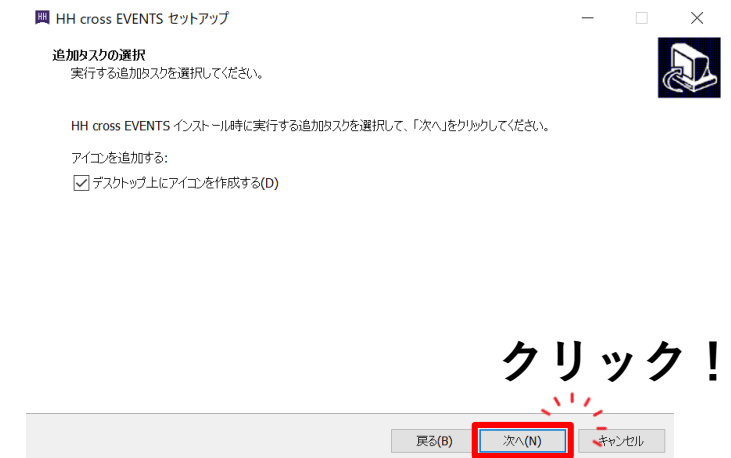 HH cross EVENTS セットアップ
追加タスクの選択
実行する追加タスクを選択してください。
HH cross EVENTS インストール時に実行する追加タスクを選択して、「次へ」をクリックしてください。
アイコンを追加する:
デスクトップ上にアイコンを作成する(D)
クリック！
戻る(B)
次へ(N)
キャンセル